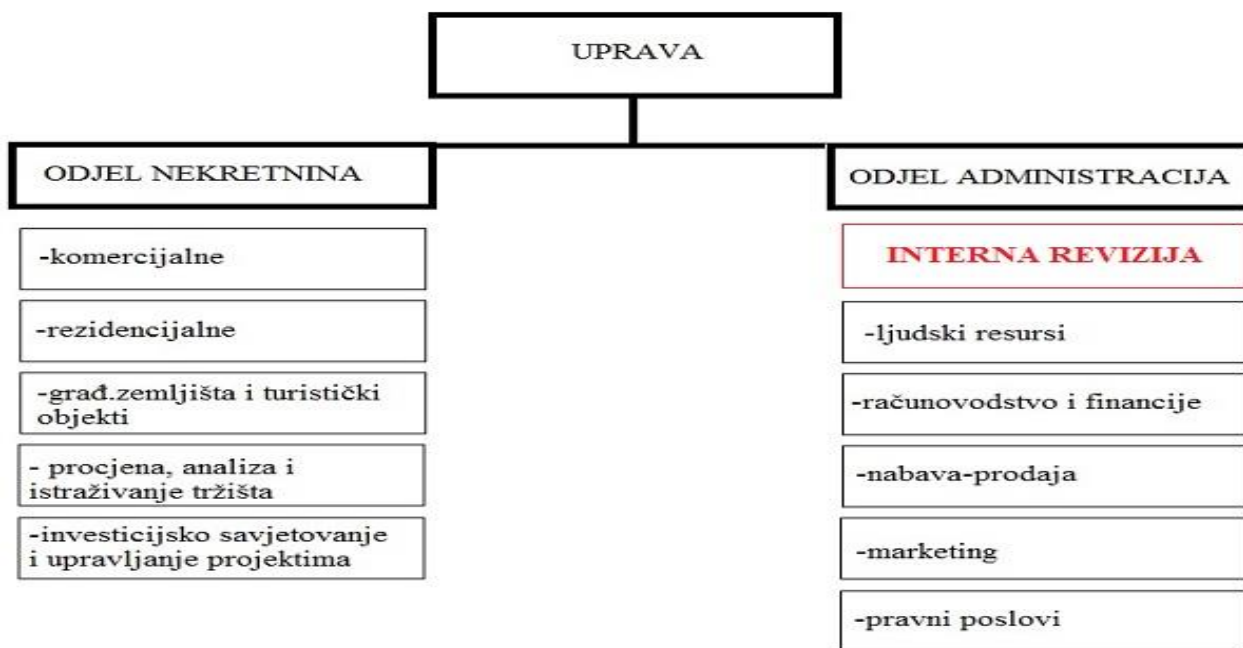 UPRAVA
ODJEL NEKRETNINA
-komercijalne
-rezidencijalne
-građ.zemljišta i turistički
objekti
- procjena, analiza i
istraživanje tržišta
-investicijsko savjetovanje
i upravljanje projektima
ODJEL ADMINISTRACIJA
INTERNA REVIZIJA
-ljudski resursi
-računovodstvo i financije
-nabava-prodaja
-marketing
-pravni poslovi